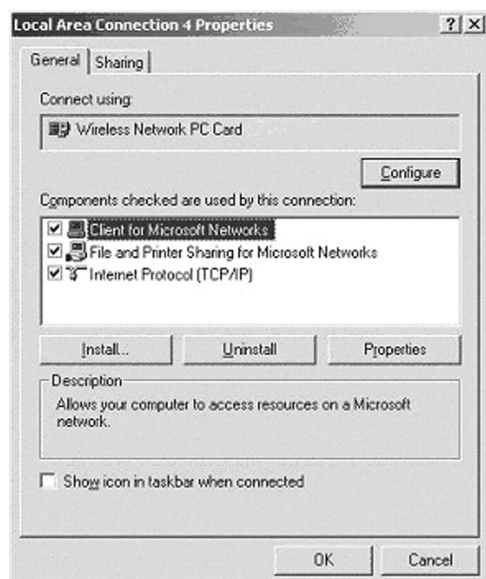 Local Area Connection 4 Properties
? X
General Sharing
Connect using:
Wireless Network PC Card
Configure
Components checked are used by this connection:
Client for Microsoft Networks
File and Printer Sharing for Microsoft Networks
Internet Protocol (TCP/IP)
Install... Uninstall Properties
Description
Allows your computer to access resources on a Microsoft
network.
Show icon in taskbar when connected
OK Cancel